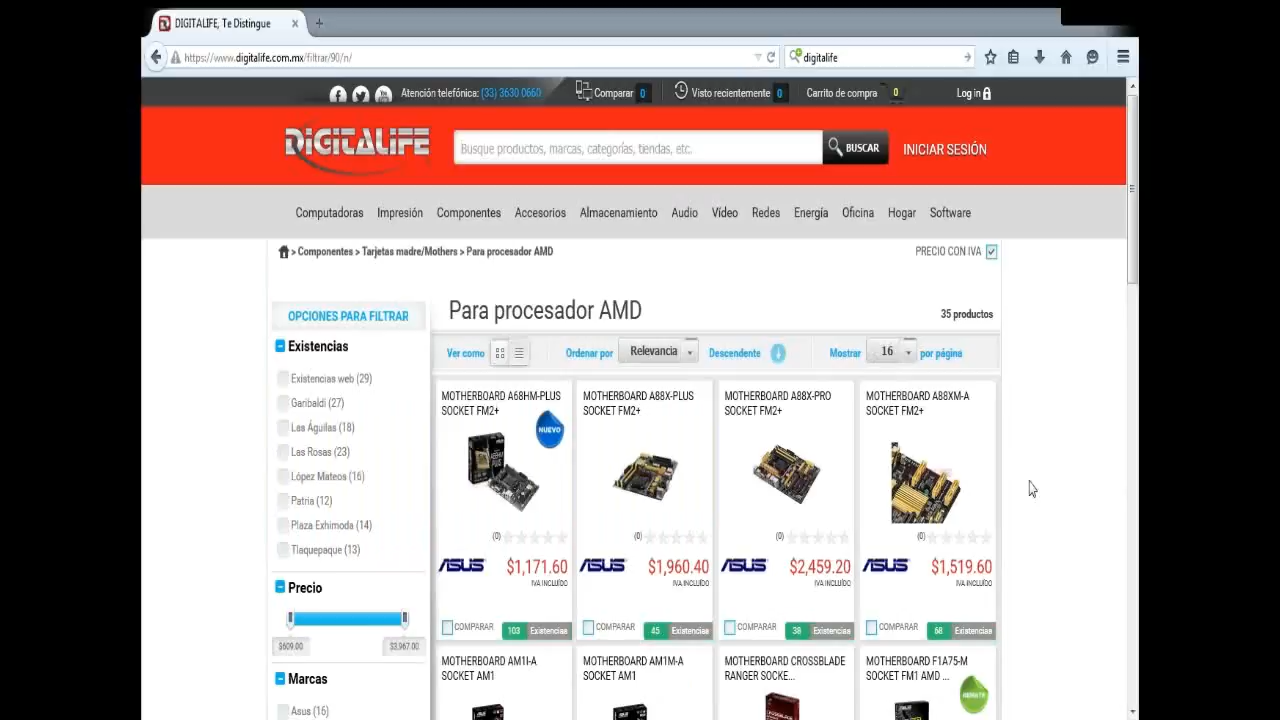 DIGITALIFE, Te Distingue
https://www.digitalife.com.mx/filtrar/90/n/
digitalife
Atención telefónica: (33) 3630 0660
Comparar 0
Visto recientemente 0
Carrito de compra 0
Log in
DIGITALIFE
Busque productos, marcas, categorías, tiendas, etc.
BUSCAR
INICIAR SESIÓN
Computadoras Impresión Componentes Accesorios Almacenamiento Audio Vídeo Redes Energía Oficina Hogar Software
> Componentes > Tarjetas madre/Mothers > Para procesador AMD
PRECIO CON IVA
OPCIONES PARA FILTRAR
Existencias
Existencias web (29)
Garibaldi (27)
Las Águilas (18)
Las Rosas (23)
López Mateos (16)
Patria (12)
Plaza Exhimoda (14)
Tlaquepaque (13)
Precio
$609.00 $3,967.00
Marcas
Asus (16)
Para procesador AMD
35 productos
Ver como
Ordenar por Relevancia Descendente
Mostrar 16 por página
MOTHERBOARD A68HM-PLUS
SOCKET FM2+
NUEVO
(0)
ASUS $1,171.60
IVA INCLUÍDO
COMPARAR 103 Existencias
MOTHERBOARD A88X-PLUS
SOCKET FM2+
(0)
ASUS $1,960.40
IVA INCLUÍDO
COMPARAR 45 Existencias
MOTHERBOARD A88X-PRO
SOCKET FM2+
(0)
ASUS $2,459.20
IVA INCLUÍDO
COMPARAR 38 Existencias
MOTHERBOARD A88XM-A
SOCKET FM2+
(0)
ASUS $1,519.60
IVA INCLUÍDO
COMPARAR 68 Existencias
MOTHERBOARD AM1I-A
SOCKET AM1
MOTHERBOARD AM1M-A
SOCKET AM1
MOTHERBOARD CROSSBLADE
RANGER SOCKE...
MOTHERBOARD F1A75-M
SOCKET FM1 AMD ...
REMATE